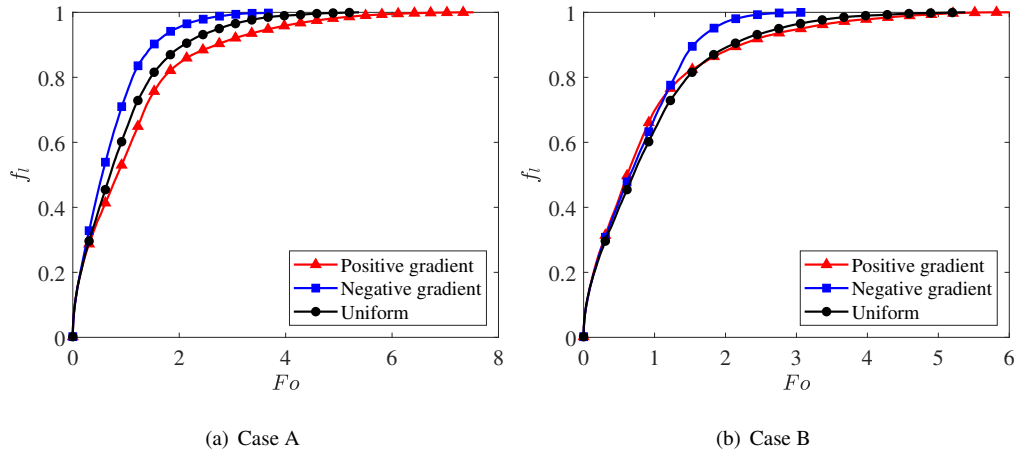 1
0.8
0.6
0.4
0.2
0
f_l
Positive gradient
Negative gradient
Uniform
0 2 4 6 8
Fo
(a) Case A
1
0.8
0.6
0.4
0.2
0
f_l
Positive gradient
Negative gradient
Uniform
0 1 2 3 4 5 6
Fo
(b) Case B